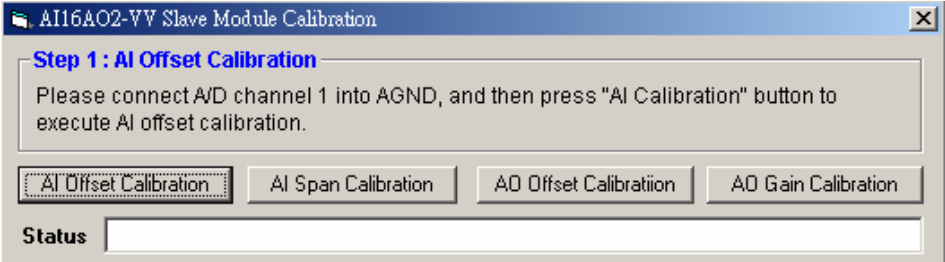 AI16AO2-VV Slave Module Calibration
Step 1 : AI Offset Calibration
Please connect A/D channel 1 into AGND, and then press "AI Calibration" button to
execute AI offset calibration.
AI Offset Calibration AI Span Calibration AO Offset Calibratiion AO Gain Calibration
Status